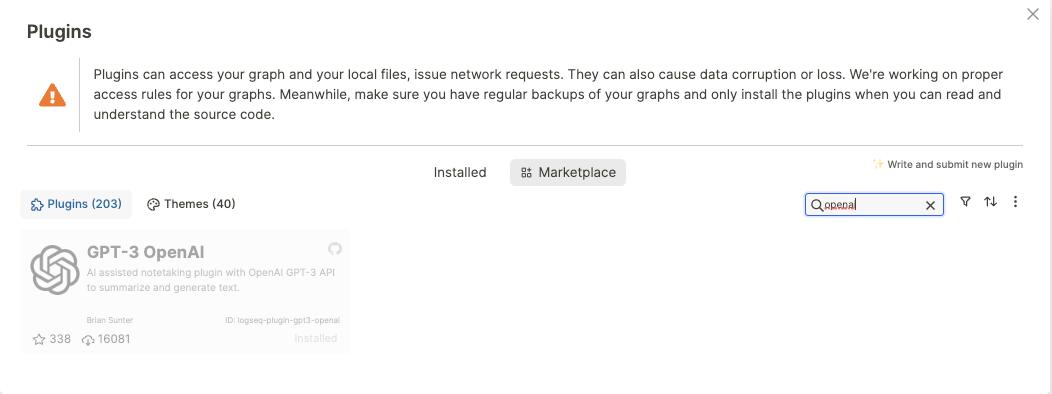 Plugins
Plugins can access your graph and your local files, issue network requests. They can also cause data corruption or loss. We're working on proper
access rules for your graphs. Meanwhile, make sure you have regular backups of your graphs and only install the plugins when you can read and
understand the source code.
Installed
Marketplace
✨ Write and submit new plugin
Plugins (203)
Themes (40)
openai
GPT-3 OpenAI
AI assisted notetaking plugin with OpenAI GPT-3 API
to summarize and generate text.
Brian Sunter
ID: logseq-plugin-gpt3-openai
338
16081
Installed